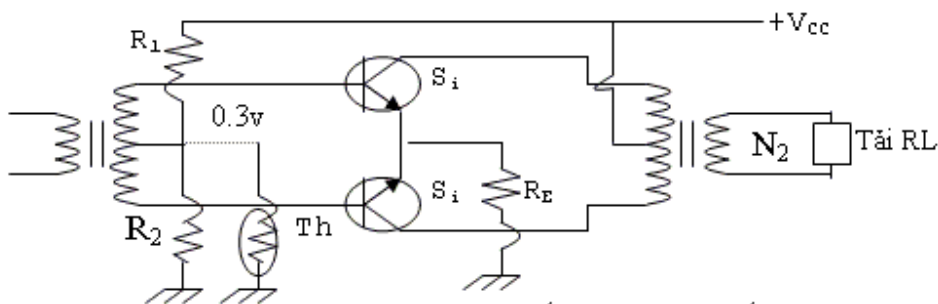 +Vcc
R1
Si
0.3v
N2
Tải RL
Si
RE
R2
Th